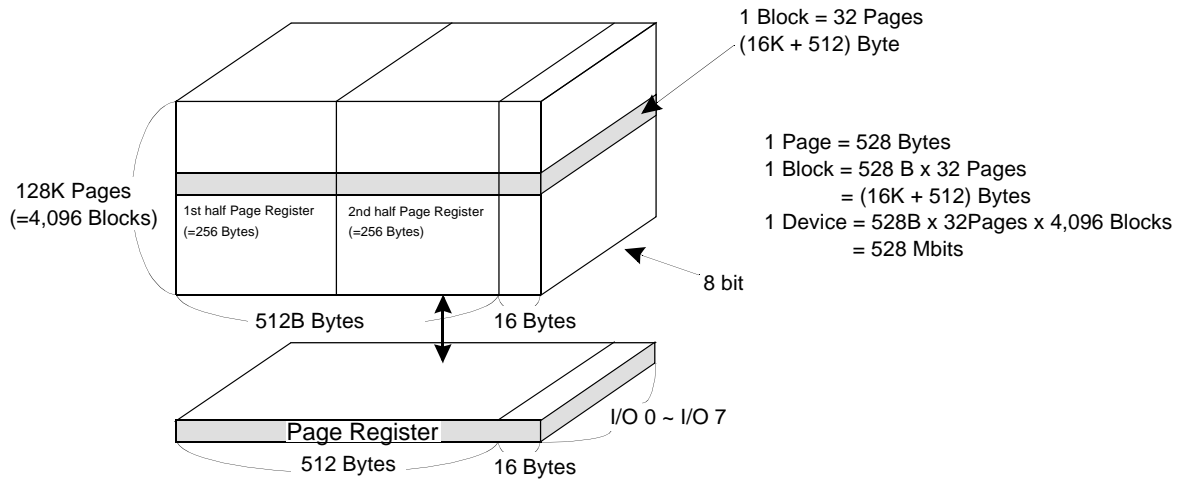 1 Block = 32 Pages
(16K + 512) Byte
1 Page = 528 Bytes
1 Block = 528 B x 32 Pages
= (16K + 512) Bytes
1 Device = 528B x 32Pages x 4,096 Blocks
= 528 Mbits
128K Pages
(=4,096 Blocks)
1st half Page Register
(=256 Bytes)
2nd half Page Register
(=256 Bytes)
8 bit
512B Bytes
16 Bytes
I/O 0 ~ I/O 7
Page Register
512 Bytes
16 Bytes